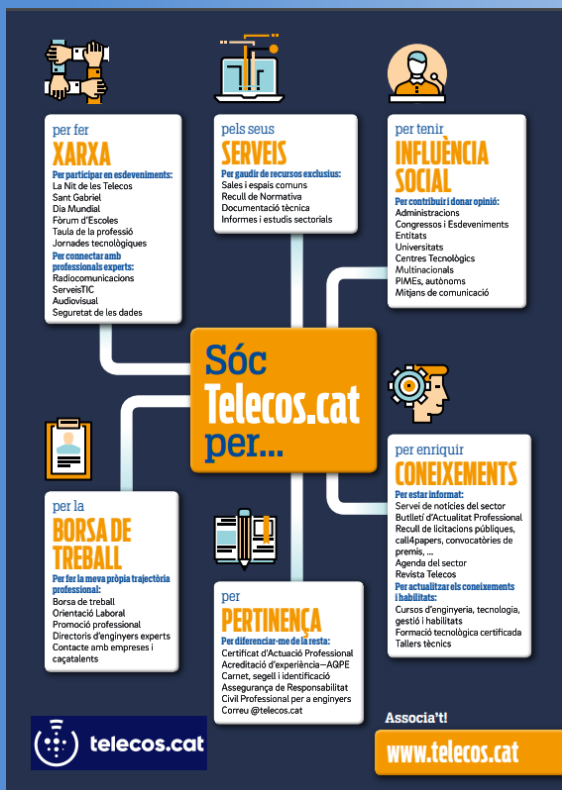 per fer
XARXA
Per participar en esdeveniments:
La Nit de les Telecos
Sant Gabriel
Dia Mundial
Fòrum d'Escoles
Taula de la professió
Jornades tecnològiques
Per connectar amb
professionals experts:
Radiocomunicacions
ServeisTIC
Audiovisual
Seguretat de les dades
pels seus
SERVEIS
Per gaudir de recursos exclusius:
Sales i espais comuns
Recull de Normativa
Documentació tècnica
Informes i estudis sectorials
per tenir
INFLUÈNCIA
SOCIAL
Per contribuir i donar opinió:
Administracions
Congressos i Esdeveniments
Entitats
Universitats
Centres Tecnològics
Multinacionals
PIMEs, autònoms
Mitjans de comunicació
Sóc
Telecos.cat
per...
per la
BORSA DE
TREBALL
Per fer la meva pròpia trajectòria
professional:
Borsa de treball
Orientació Laboral
Promoció professional
Directoris d'enginyers experts
Contacte amb empreses i
caçatalents
per
PERTINENÇA
Per diferenciar-me de la resta:
Certificat d'Actuació Professional
Acreditació d'experiència—AQPE
Carnet, segell i identificació
Assegurança de Responsabilitat
Civil Professional per a enginyers
Correu @telecos.cat
per enriquir
CONEIXEMENTS
Per estar informat:
Servei de notícies del sector
Butlletí d'Actualitat Professional
Recull de licitacions públiques,
call4papers, convocatòries de
premis, ...
Agenda del sector
Revista Telecos
Per actualitzar els coneixements
i habilitats:
Cursos d'enginyeria, tecnologia,
gestió i habilitats
Formació tecnològica certificada
Tallers tècnics
telecos.cat
Associa't!
www.telecos.cat